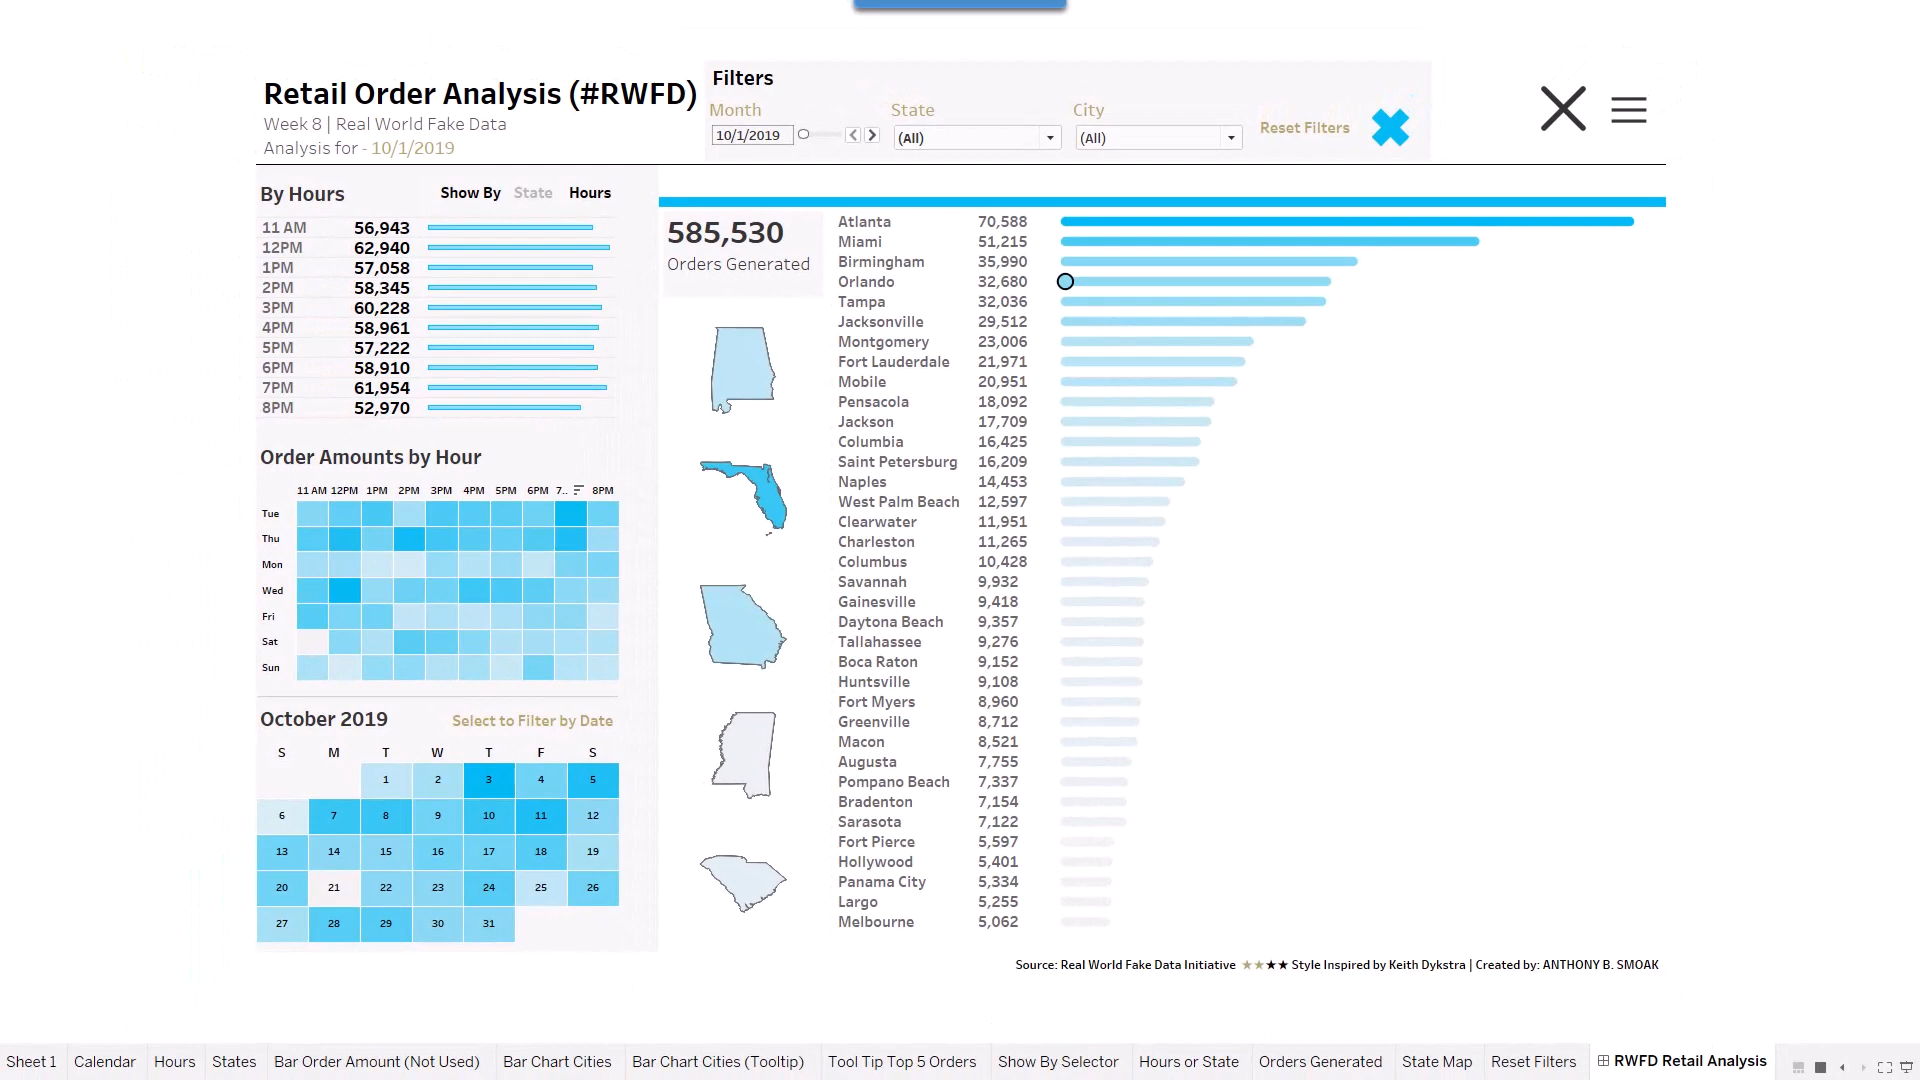 Retail Order Analysis (#RWFD)
Week 8 | Real World Fake Data
Analysis for - 10/1/2019
Filters
Month
10/1/2019
State
(All)
City
(All)
Reset Filters
By Hours
Show By State Hours
11 AM 56,943
12PM 62,940
1PM 57,058
2PM 58,345
3PM 60,228
4PM 58,961
5PM 57,222
6PM 58,910
7PM 61,954
8PM 52,970
Order Amounts by Hour
11 AM 12PM 1PM 2PM 3PM 4PM 5PM 6PM 7.. 8PM
Tue
Thu
Mon
Wed
Fri
Sat
Sun
October 2019
Select to Filter by Date
S M T W T F S
1 2 3 4 5
6 7 8 9 10 11 12
13 14 15 16 17 18 19
20 21 22 23 24 25 26
27 28 29 30 31
585,530
Orders Generated
Atlanta 70,588
Miami 51,215
Birmingham 35,990
Orlando 32,680
Tampa 32,036
Jacksonville 29,512
Montgomery 23,006
Fort Lauderdale 21,971
Mobile 20,951
Pensacola 18,092
Jackson 17,709
Columbia 16,425
Saint Petersburg 16,209
Naples 14,453
West Palm Beach 12,597
Clearwater 11,951
Charleston 11,265
Columbus 10,428
Savannah 9,932
Gainesville 9,418
Daytona Beach 9,357
Tallahassee 9,276
Boca Raton 9,152
Huntsville 9,108
Fort Myers 8,960
Greenville 8,712
Macon 8,521
Augusta 7,755
Pompano Beach 7,337
Bradenton 7,154
Sarasota 7,122
Fort Pierce 5,597
Hollywood 5,401
Panama City 5,334
Largo 5,255
Melbourne 5,062
Source: Real World Fake Data Initiative ★★★★ Style Inspired by Keith Dykstra | Created by: ANTHONY B. SMOAK
Sheet 1 Calendar Hours States Bar Order Amount (Not Used) Bar Chart Cities Bar Chart Cities (Tooltip) Tool Tip Top 5 Orders Show By Selector Hours or State Orders Generated State Map Reset Filters RWFD Retail Analysis